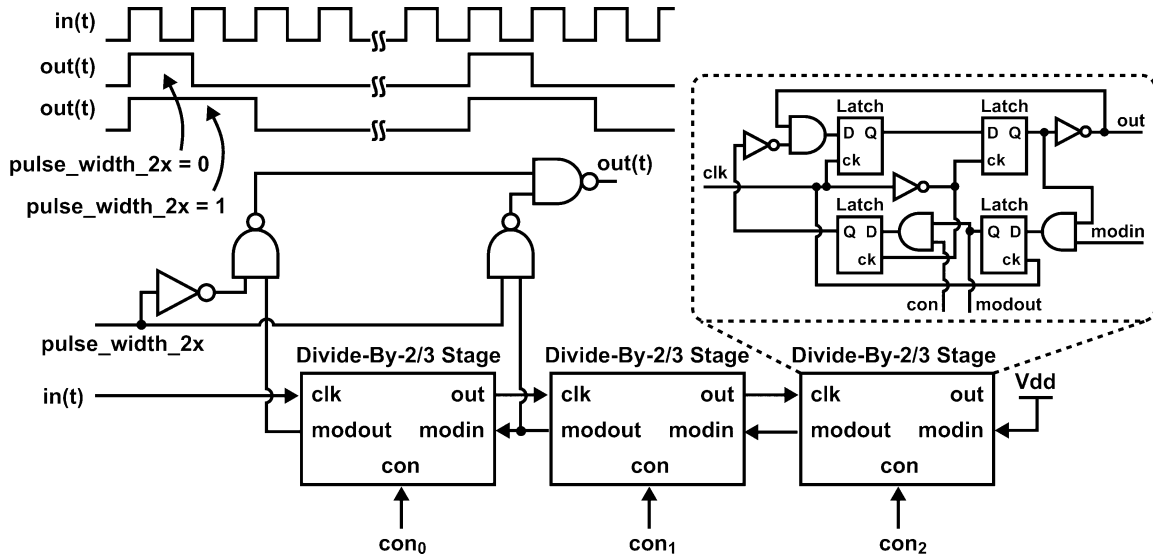 in(t)
out(t)
out(t)
pulse_width_2x = 0
pulse_width_2x = 1
out(t)
pulse_width_2x
in(t)
Latch
Latch
D Q
ck
D Q
ck
out
clk
Latch
Latch
Q D
ck
Q D
ck
modin
con
modout
Divide-By-2/3 Stage
Divide-By-2/3 Stage
Divide-By-2/3 Stage
Vdd
clk out
modout modin
con
clk out
modout modin
con
clk out
modout modin
con
con0
con1
con2